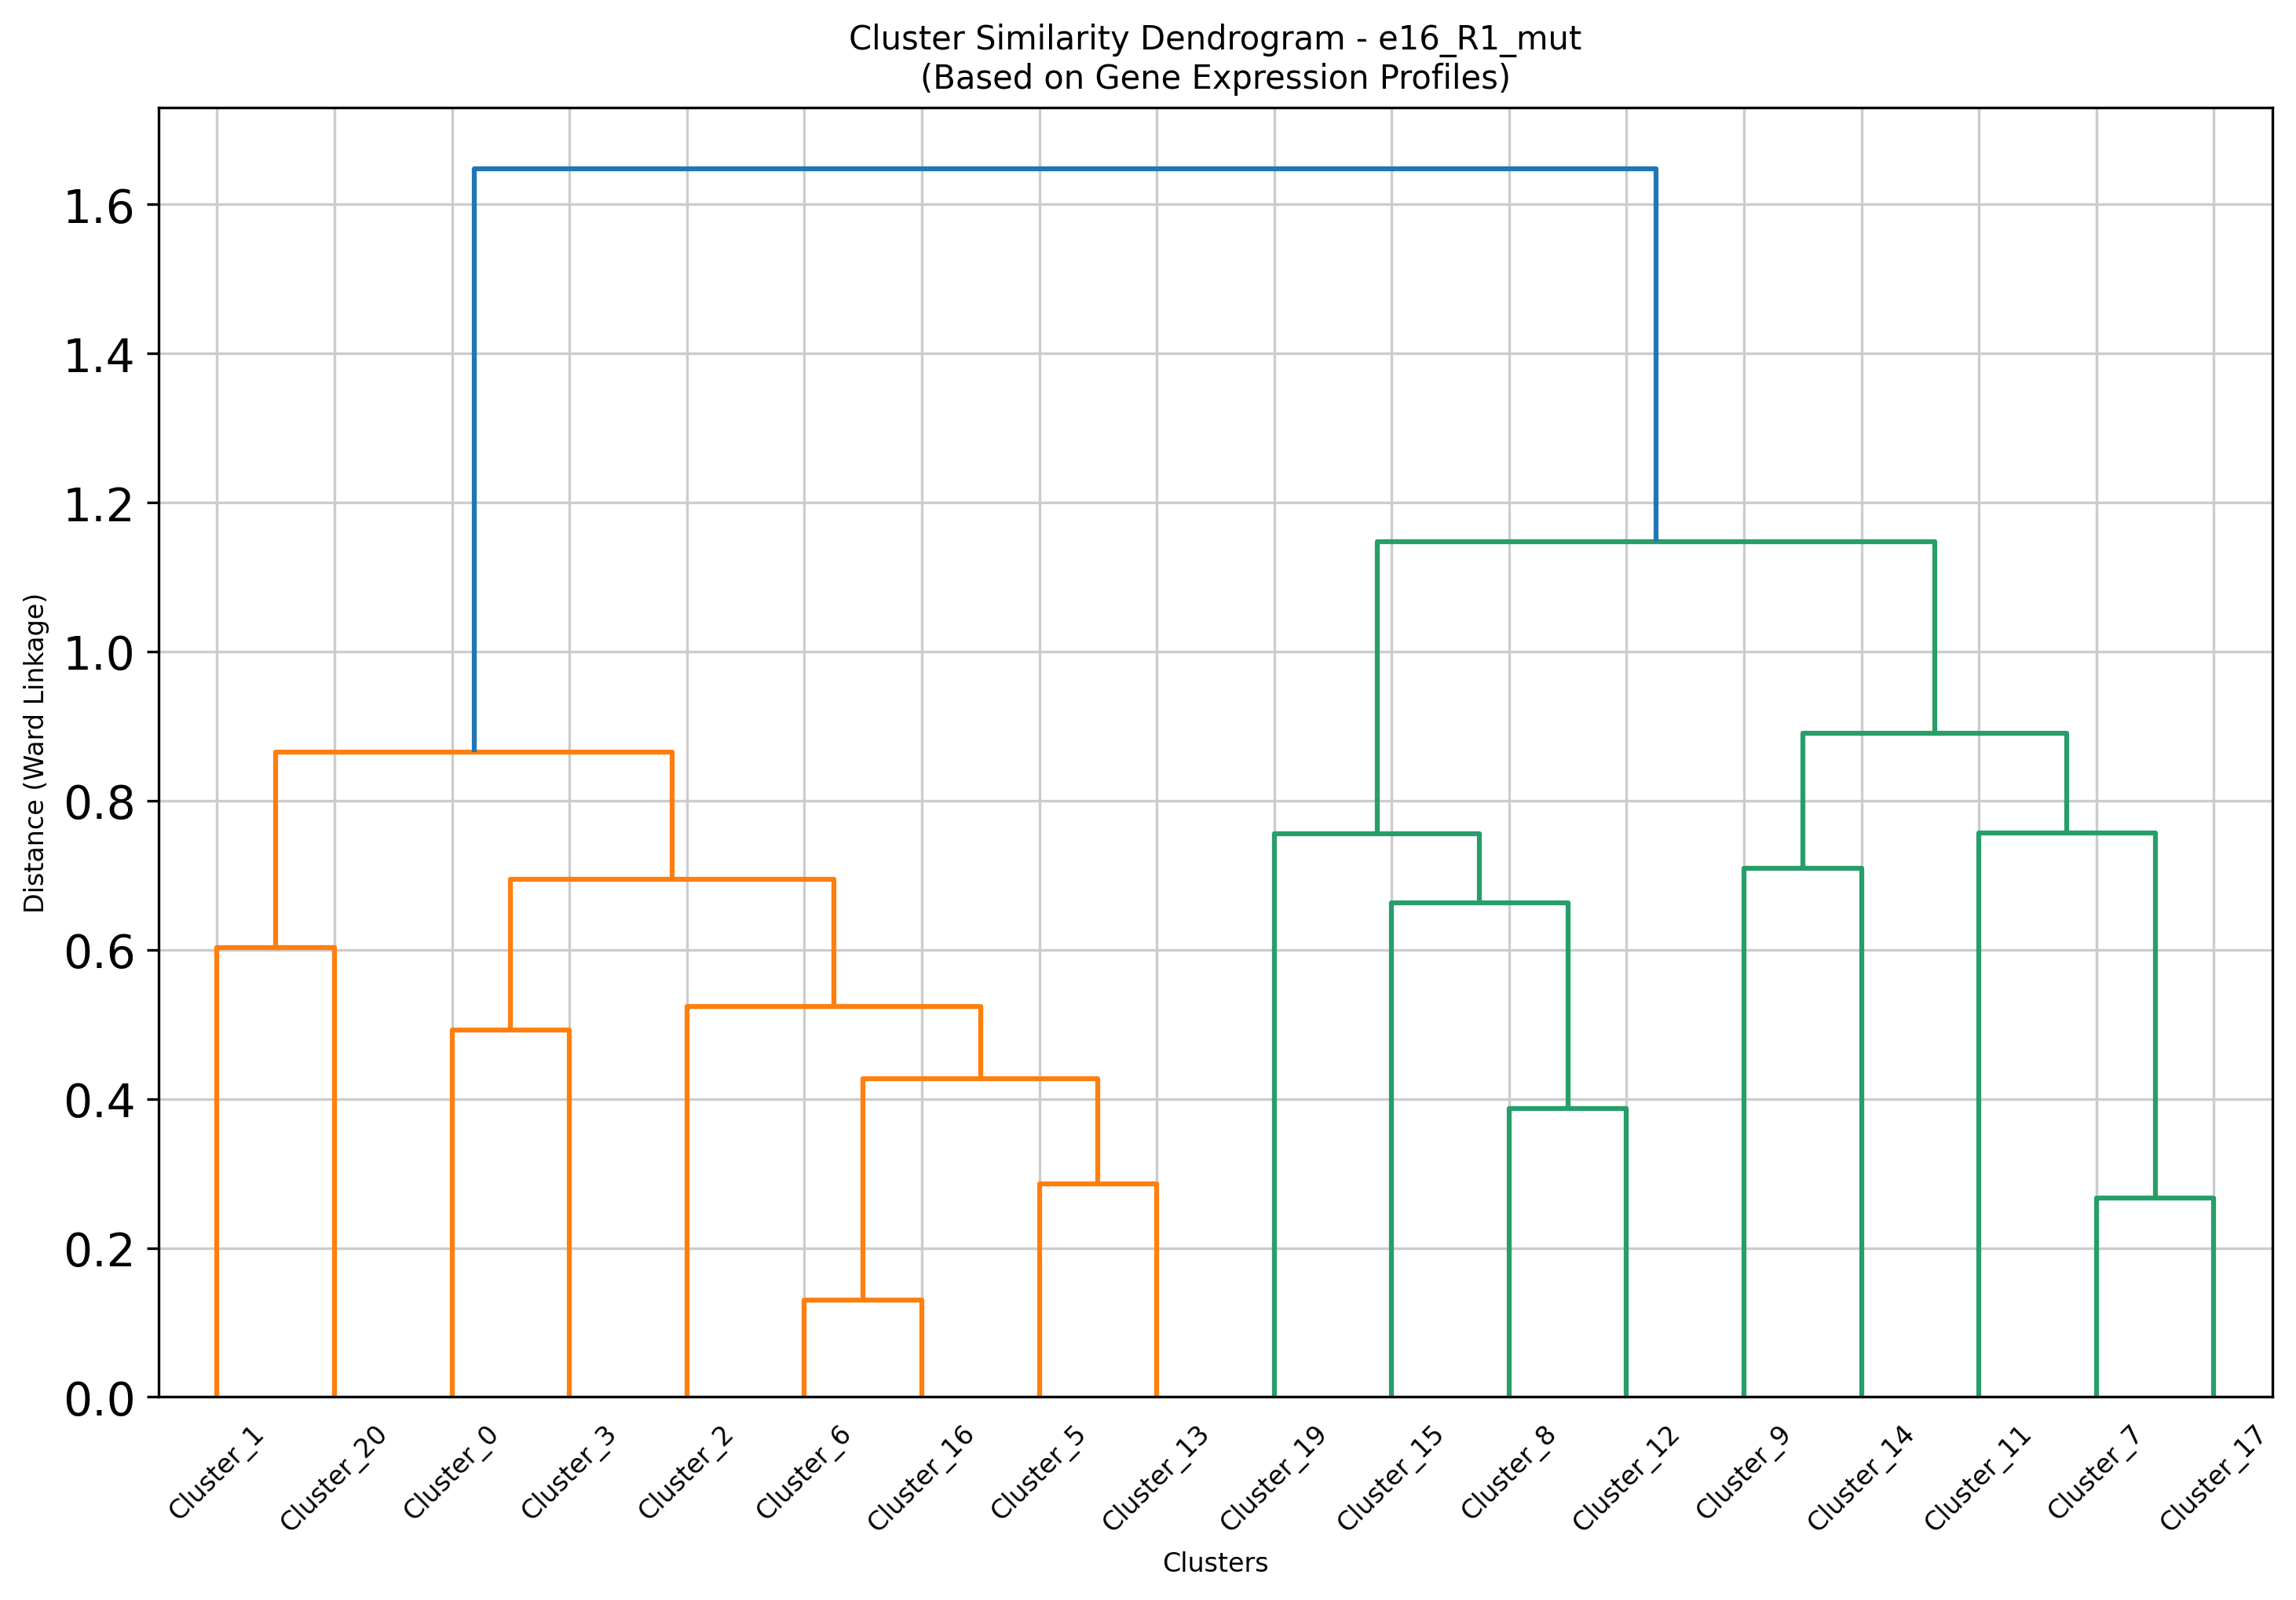 Cluster Similarity Dendrogram - e16_R1_mut
(Based on Gene Expression Profiles)
Distance (Ward Linkage)
1.6
1.4
1.2
1.0
0.8
0.6
0.4
0.2
0.0
Cluster_1
Cluster_20
Cluster_0
Cluster_3
Cluster_2
Cluster_6
Cluster_16
Cluster_5
Cluster_13
Cluster_19
Cluster_15
Cluster_8
Cluster_12
Cluster_9
Cluster_14
Cluster_11
Cluster_7
Cluster_17
Clusters